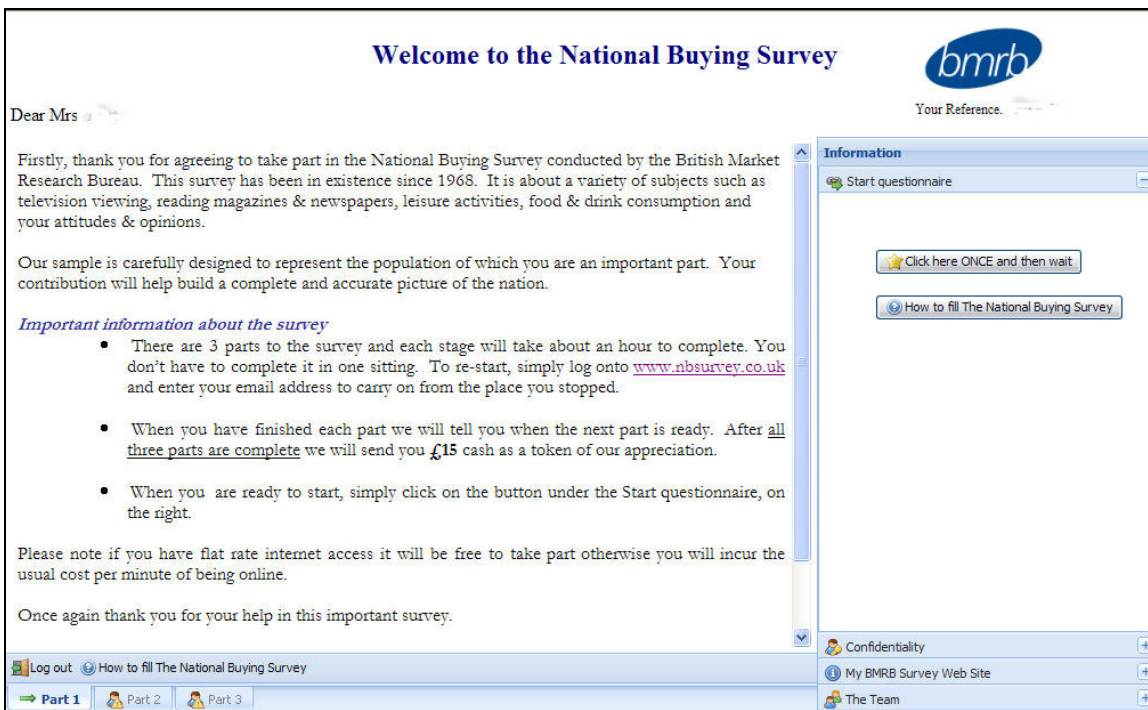 Welcome to the National Buying Survey
bmrb
Dear Mrs
Your Reference.
Firstly, thank you for agreeing to take part in the National Buying Survey conducted by the British Market
Research Bureau. This survey has been in existence since 1968. It is about a variety of subjects such as
television viewing, reading magazines & newspapers, leisure activities, food & drink consumption and
your attitudes & opinions.
Our sample is carefully designed to represent the population of which you are an important part. Your
contribution will help build a complete and accurate picture of the nation.
Important information about the survey
• There are 3 parts to the survey and each stage will take about an hour to complete. You
don't have to complete it in one sitting. To re-start, simply log onto www.nbsurvey.co.uk
and enter your email address to carry on from the place you stopped.
• When you have finished each part we will tell you when the next part is ready. After all
three parts are complete we will send you £15 cash as a token of our appreciation.
• When you are ready to start, simply click on the button under the Start questionnaire, on
the right.
Please note if you have flat rate internet access it will be free to take part otherwise you will incur the
usual cost per minute of being online.
Once again thank you for your help in this important survey.
Log out How to fill The National Buying Survey
Part 1 Part 2 Part 3
Information
Start questionnaire
Click here ONCE and then wait
How to fill The National Buying Survey
Confidentiality
My BMRB Survey Web Site
The Team